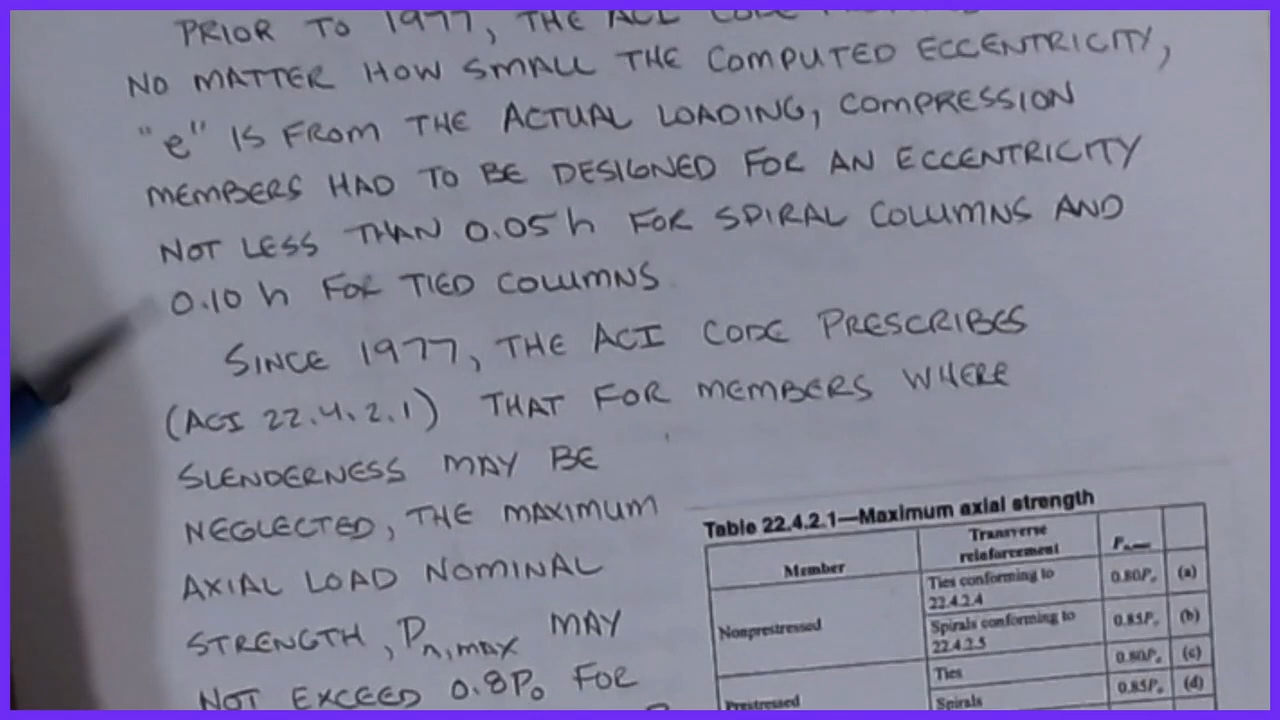 PRIOR TO 1977, THE ACI CODE
NO MATTER HOW SMALL THE COMPUTED ECCENTRICITY,
"e" IS FROM THE ACTUAL LOADING, COMPRESSION
MEMBERS HAD TO BE DESIGNED FOR AN ECCENTRICITY
NOT LESS THAN 0.05h FOR SPIRAL COLUMNS AND
0.10 h FOR TIED COLUMNS.
SINCE 1977, THE ACI CODE PRESCRIBES
(ACI 22.4.2.1) THAT FOR MEMBERS WHERE
SLENDERNESS MAY BE
NEGLECTED, THE MAXIMUM
AXIAL LOAD NOMINAL
STRENGTH, Pn,MAX MAY
NOT EXCEED 0.8P₀ FOR
Table 22.4.2.1—Maximum axial strength
Member Transverse reinforcement
Nonprestressed Ties conforming to 22.4.2.4 0.80Pₒ (a)
Spirals conforming to 22.4.2.5 0.85Pₒ (b)
Prestressed Ties 0.80Pₒ (c)
Spirals 0.85Pₒ (d)